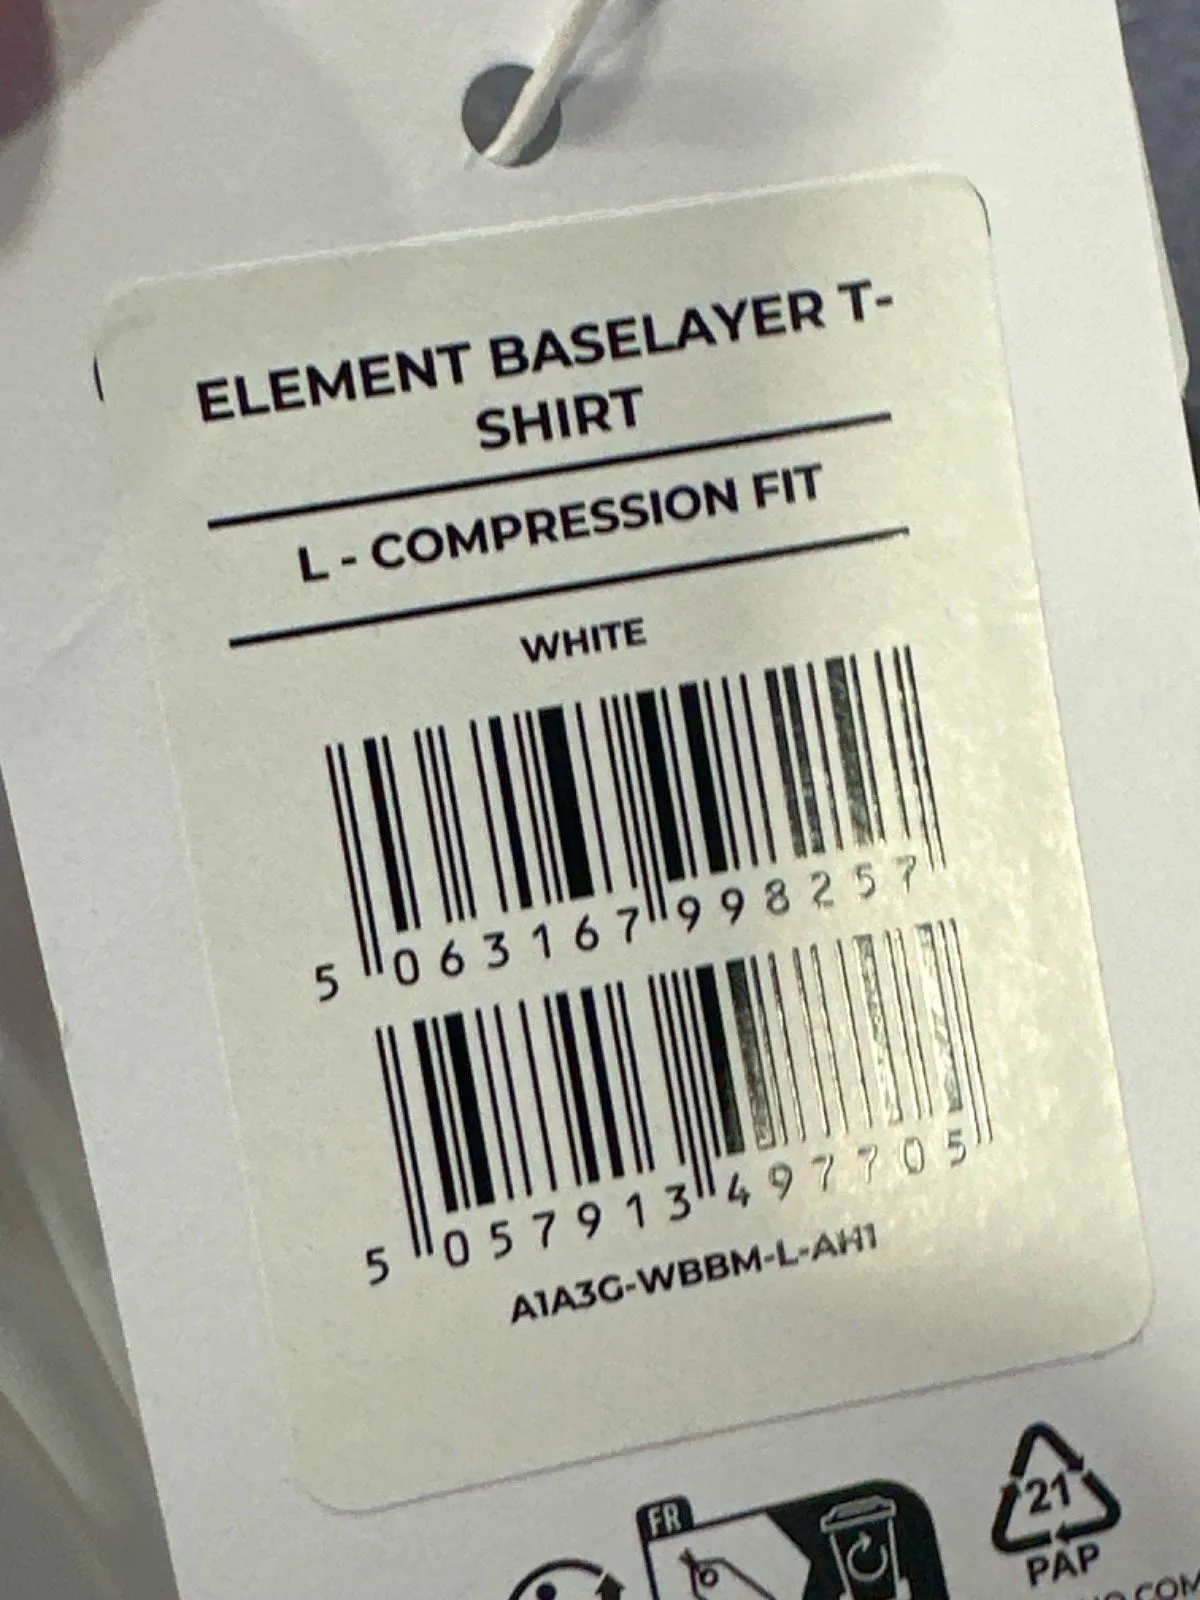 ELEMENT BASELAYER T-
SHIRT
L - COMPRESSION FIT
WHITE
5 063167 998257
5 057913 497705
A1A3G-WBBM-L-AH1
FR
21
PAP